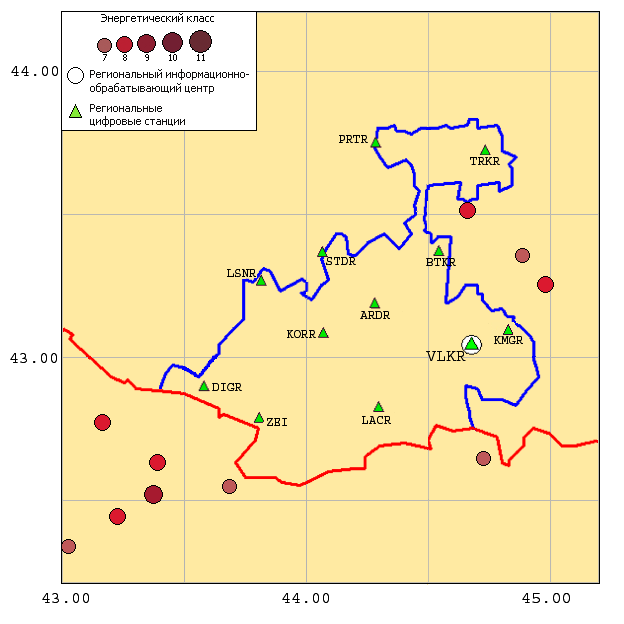 Энергетический класс
7 8 9 10 11
Региональный информационно-
обрабатывающий центр
Региональные
цифровые станции
44.00
PRTR
TRKR
STDR
BTKR
LSNR
ARDR
KORR
KMGR
43.00
VLKR
DIGR
ZEI
LACR
43.00 44.00 45.00